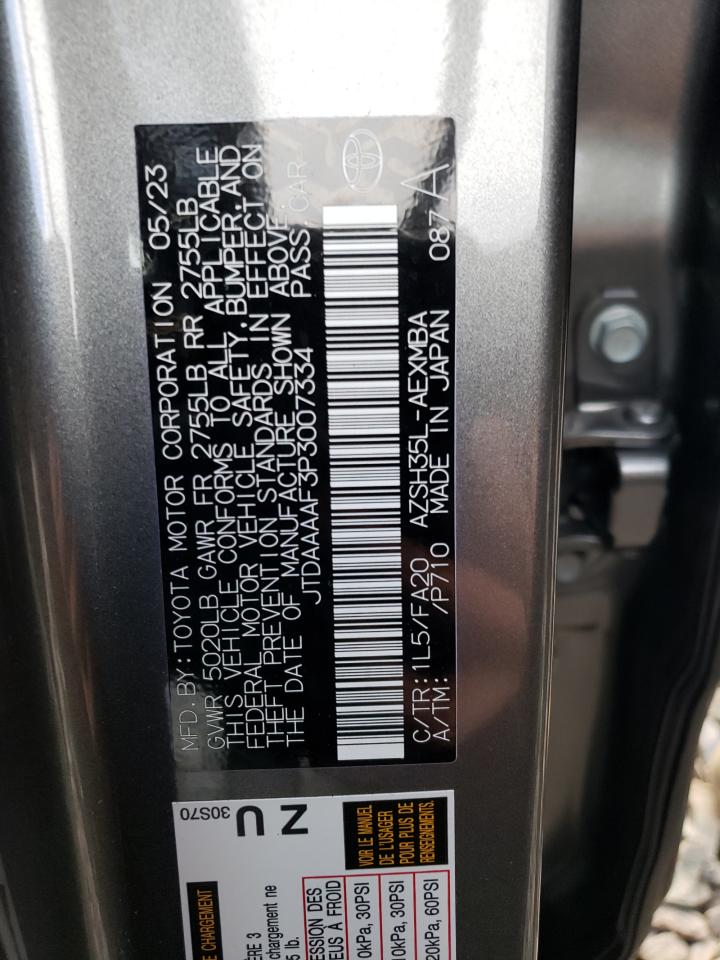 MFD. BY: TOYOTA MOTOR CORPORATION 05/23
GVWR 5020LB GAWR FR 2755LB RR 2755LB
THIS VEHICLE CONFORMS TO ALL APPLICABLE
FEDERAL MOTOR VEHICLE SAFETY, BUMPER, AND
THEFT PREVENTION STANDARDS IN EFFECT ON
THE DATE OF MANUFACTURE SHOWN ABOVE.
JTDAAAAF3P3007334 PASS. CAR
C/TR: 1L5/FA20 AZSH35L-AEXMBA 087A
A/TM: /P710 MADE IN JAPAN
30S70
VOIR LE MANUEL
DE L'USAGER
POUR PLUS DE
RENSEIGNEMENTS.
E CHARGEMENT
IÈRE 3
chargement ne
5 lb.
ESSION DES
EUS À FROID
0kPa, 30PSI
10kPa, 30PSI
20kPa, 60PSI